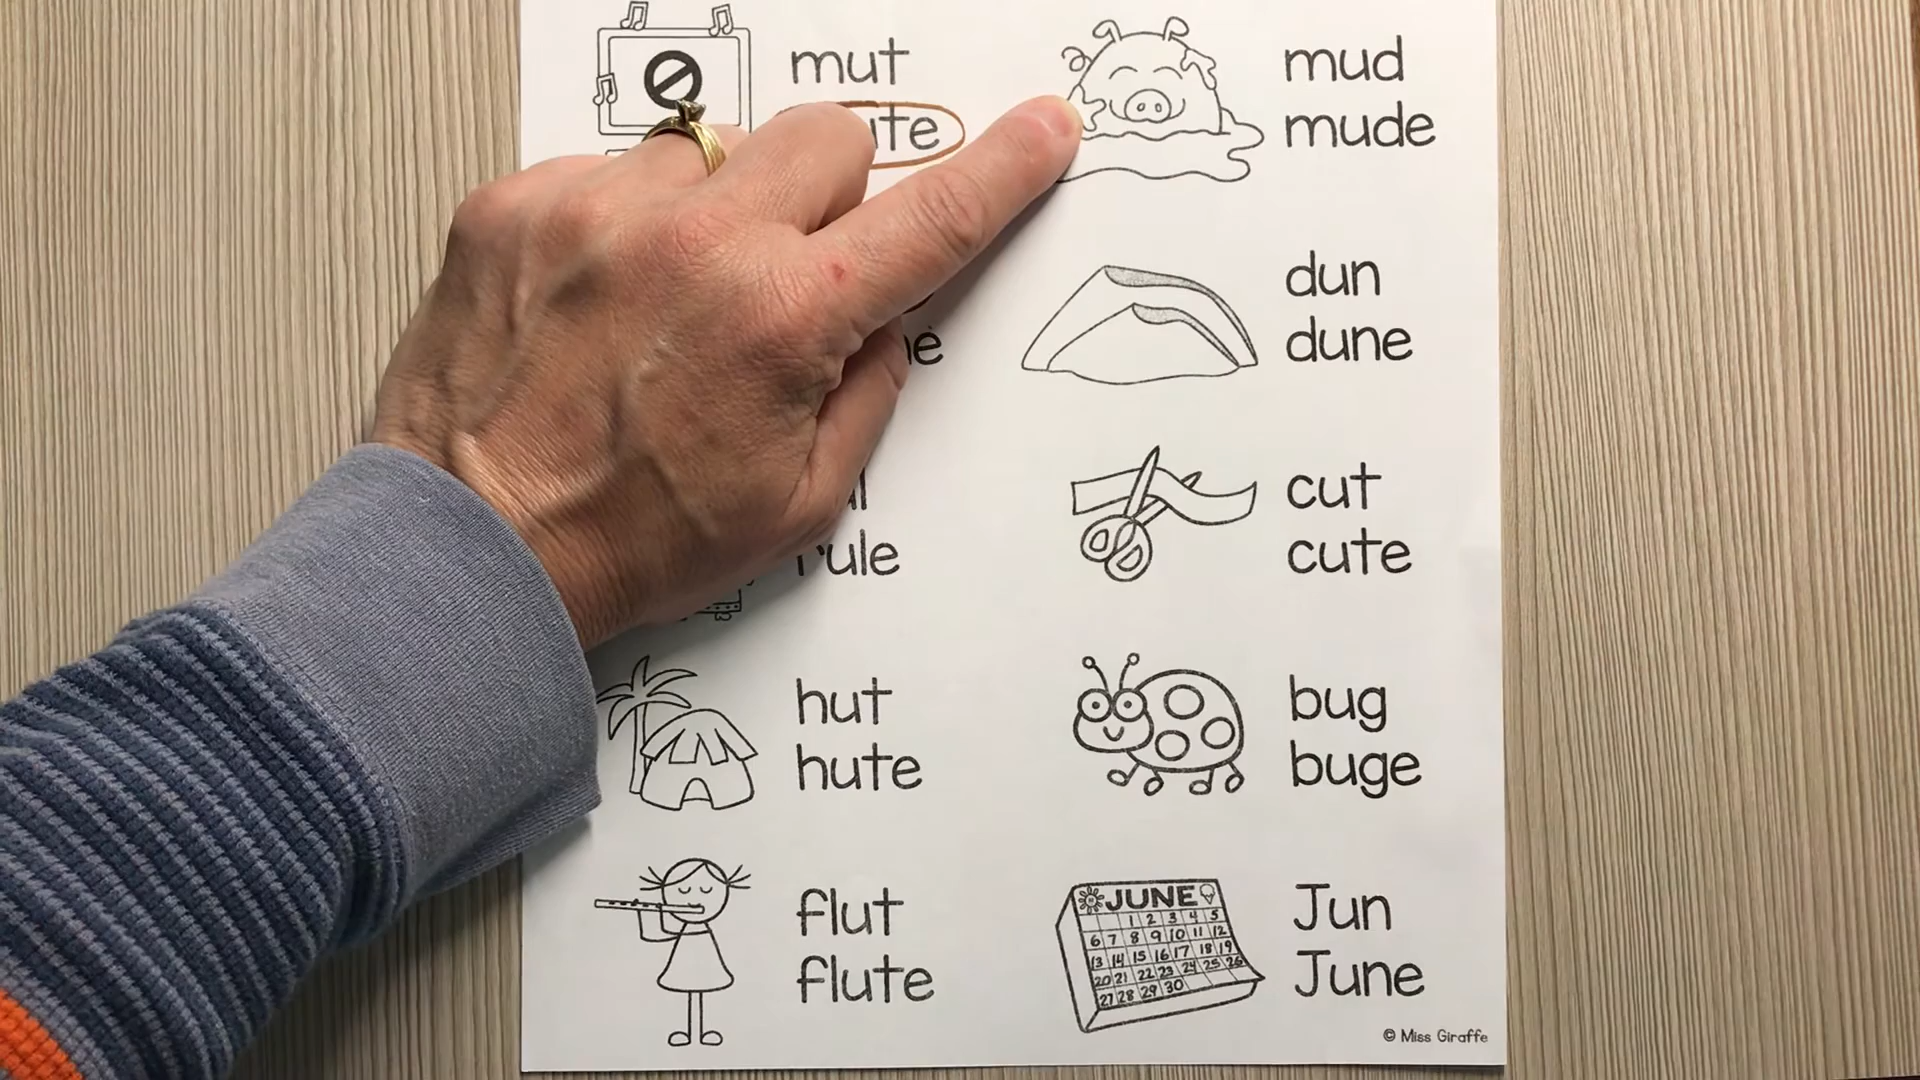 mut
mud
mude
dun
dune
cut
rule
cute
hut
bug
hute
buge
flut
JUNE
1 2 3 4 5
6 7 8 9 10 11 12
13 14 15 16 17 18 19
20 21 22 23 24 25 26
27 28 29 30
Jun
flute
June
© Miss Giraffe